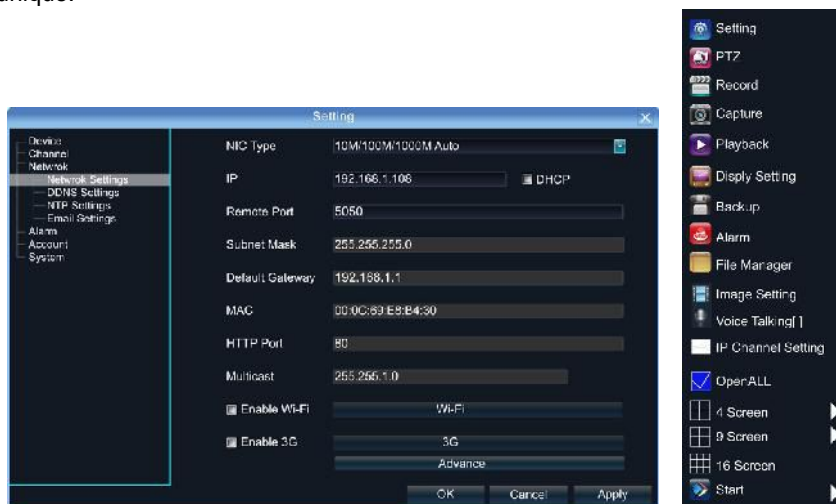 Setting
Device
Channel
Netwrok
Netwrok Settings
DDNS Settings
NTP Settings
Email Settings
Alarm
Account
System
NIC Type 10M/100M/1000M Auto
IP 192.168.1.108 DHCP
Remote Port 5050
Subnet Mask 255.255.255.0
Default Gateway 192.168.1.1
MAC 00:0C:69:E8:B4:30
HTTP Port 80
Multicast 255.255.1.0
Enable Wi-Fi Wi-Fi
Enable 3G 3G
Advance
OK Cancel Apply
Setting
PTZ
Record
Capture
Playback
Disply Setting
Backup
Alarm
File Manager
Image Setting
Voice Talking[ ]
IP Channel Setting
OpenALL
4 Screen
9 Screen
16 Screen
Start